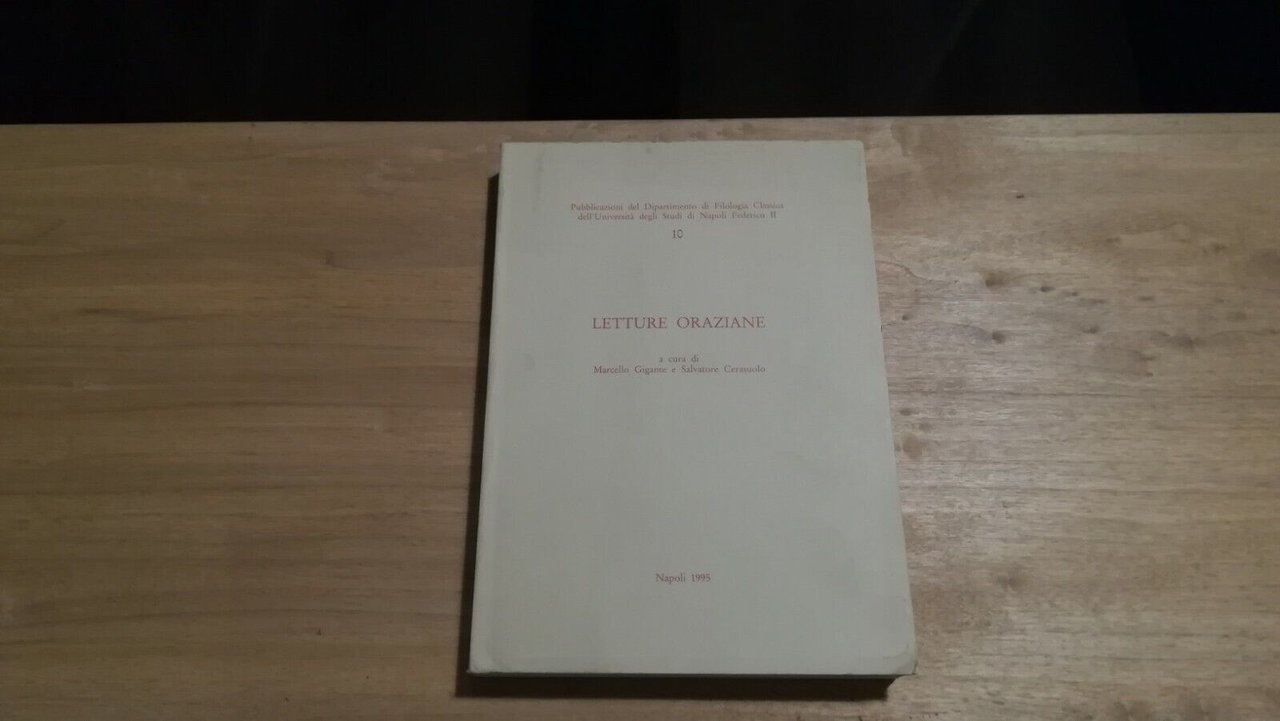 Pubblicazioni del Dipartimento di Filologia Classica
dell'Università degli Studi di Napoli Federico II
10
LETTURE ORAZIANE
a cura di
Marcello Gigante e Salvatore Cerasuolo
Napoli 1995